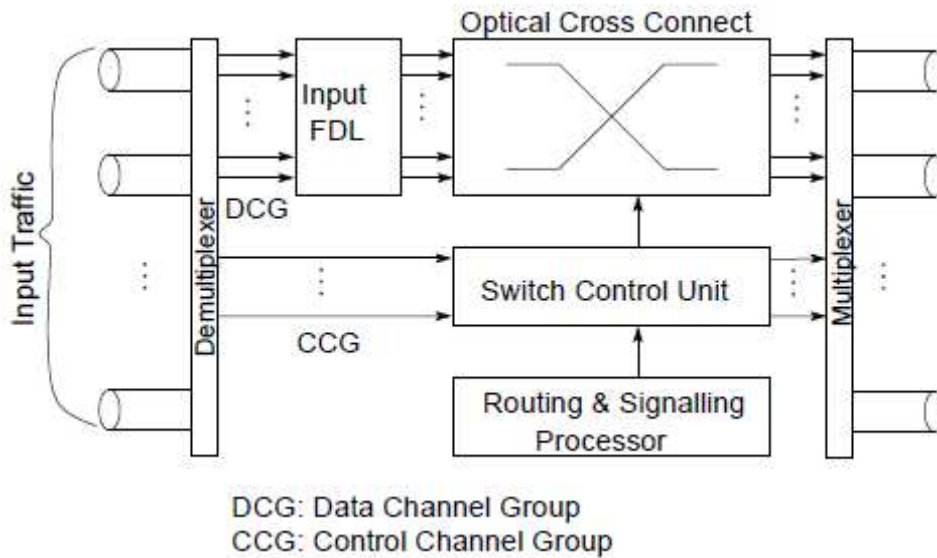 Optical Cross Connect
Input
FDL
DCG
Input Traffic
Demultiplexer
Multiplexer
Switch Control Unit
CCG
Routing & Signalling
Processor
DCG: Data Channel Group
CCG: Control Channel Group